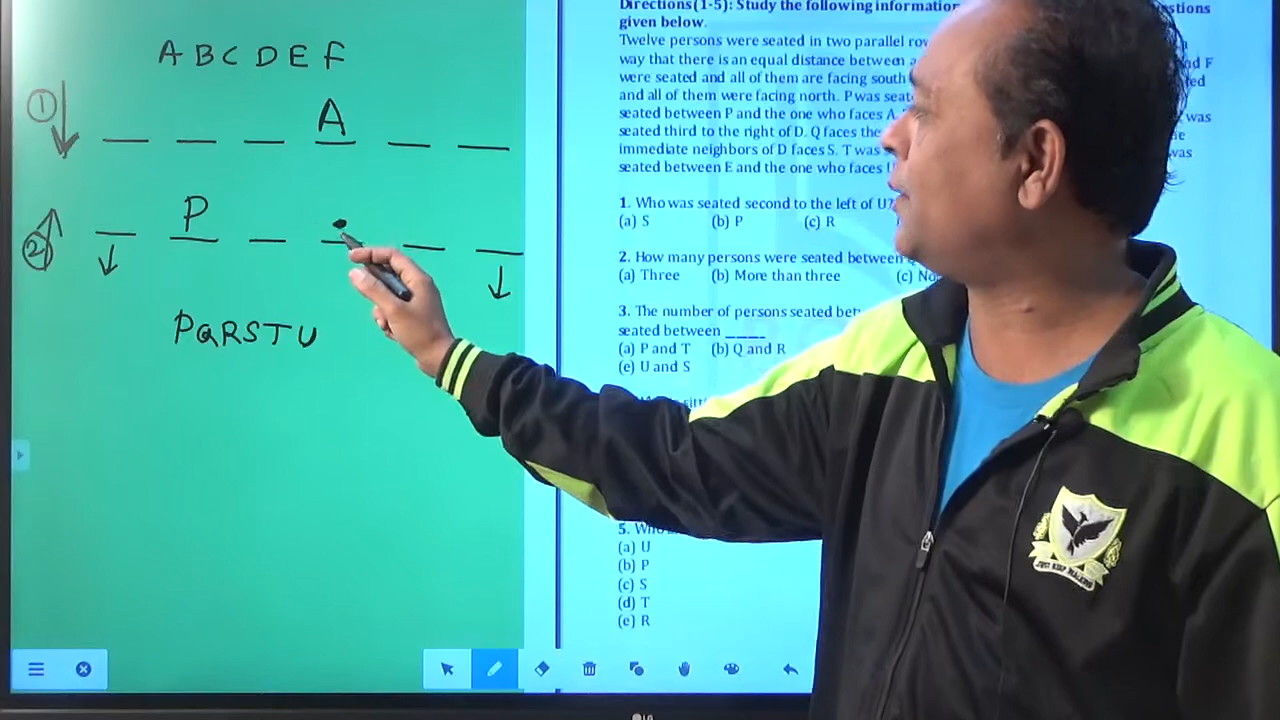 A B C D E F
①
A
P
②
P Q R S T U
Directions (1-5): Study the following information stions
given below.
Twelve persons were seated in two parallel
way that there is an equal distance between nd F
were seated and all of them are facing south
and all of them were facing north. P was
seated between P and the one who faces A. was
seated third to the right of D. Q faces the
immediate neighbors of D faces S. T was was
seated between E and the one who faces
1. Who was seated second to the left of U?
(a) S (b) P (c) R
2. How many persons were seated between
(a) Three (b) More than three (c) No
3. The number of persons seated
seated between ______
(a) P and T (b) Q and R
(e) U and S
5.
(a) U
(b) P
(c) S
(d) T
(e) R
JUST KEEP WALKING
LG